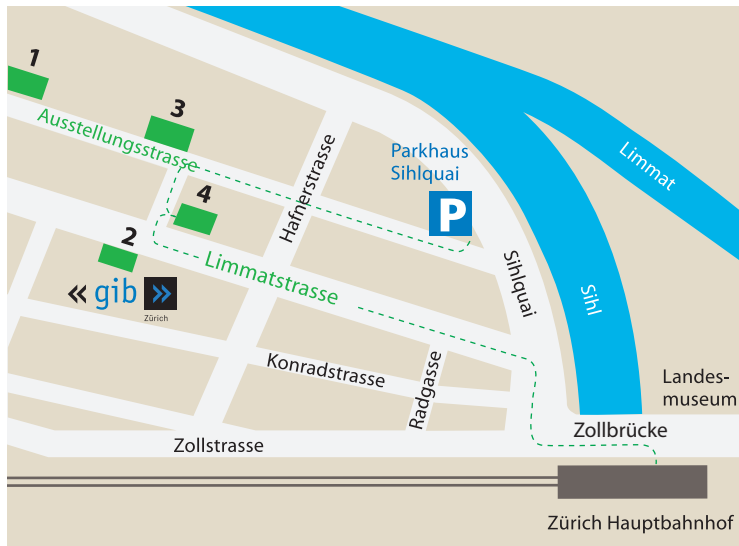 1
3
Ausstellungsstrasse
Parkhaus
Sihlquai
P
Limmat
4
Hafnerstrasse
2
Limmatstrasse
Sihlquai
Sihl
« gib »
Zürich
Konradstrasse
Radgasse
Landes-
museum
Zollstrasse
Zollbrücke
Zürich Hauptbahnhof